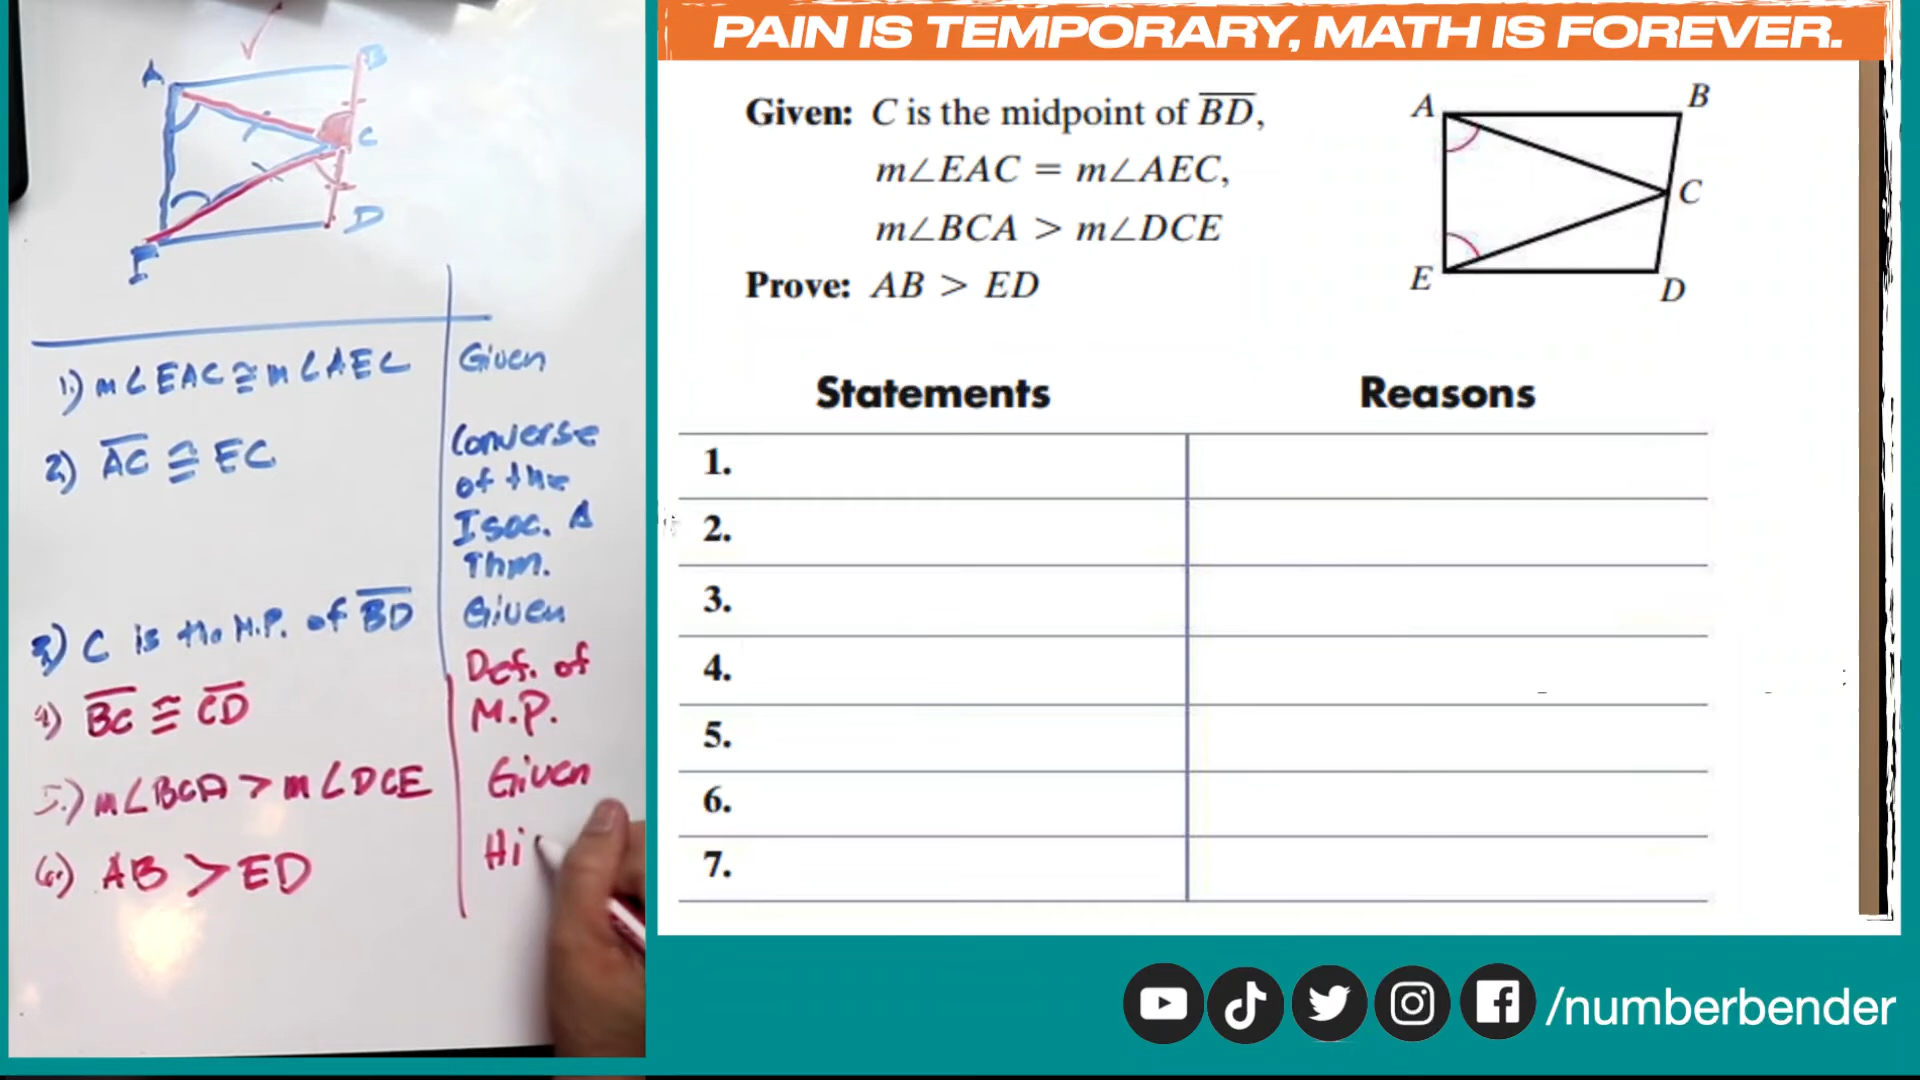 PAIN IS TEMPORARY, MATH IS FOREVER.
A
B
C
D
E
1.) m∠EAC ≅ m∠AEC
Given
2) AC ≅ EC
Converse
of the
Isoc. Δ
Thm.
3) C is the M.P. of BD
Given
4) BC ≅ CD
Def. of
M.P.
5.) m∠BCA > m∠DCE
Given
6.) AB > ED
Hi
Given: C is the midpoint of BD,
m∠EAC = m∠AEC,
m∠BCA > m∠DCE
Prove: AB > ED
A
B
C
E
D
Statements Reasons
1.
2.
3.
4.
5.
6.
7.
/numberbender